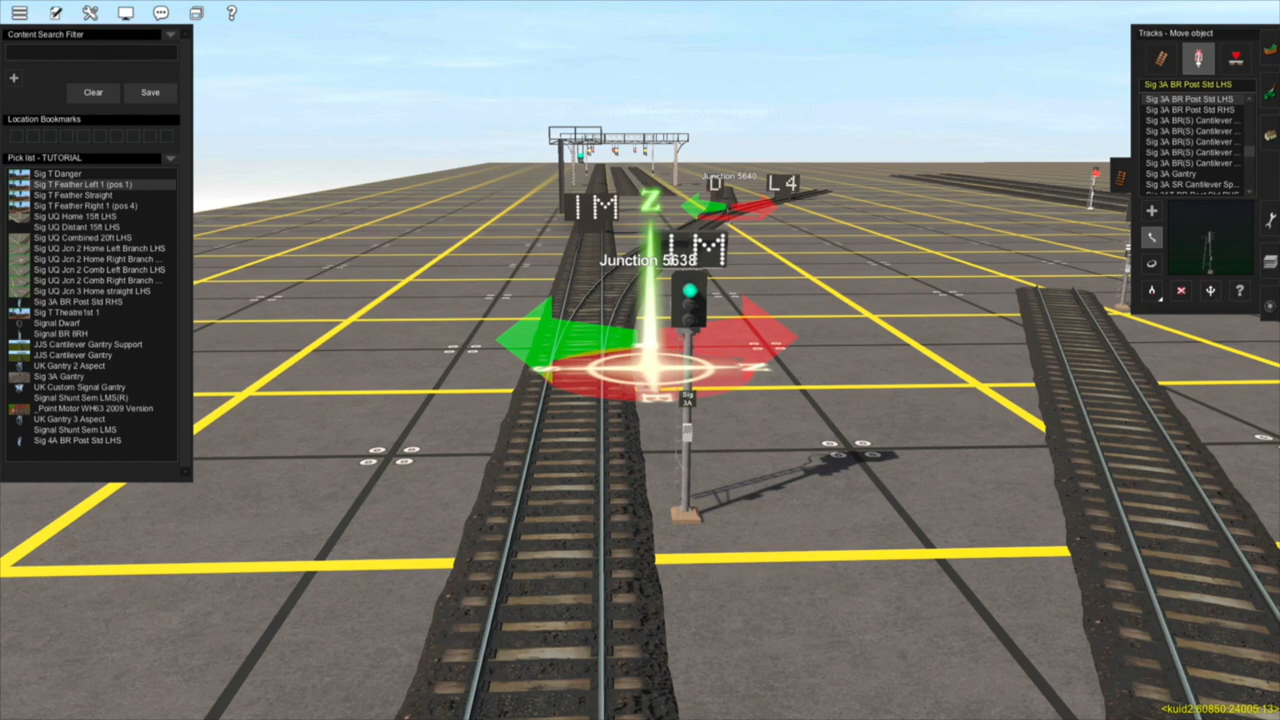 Content Search Filter
Clear
Save
Location Bookmarks
Pick list - TUTORIAL
Sig T Danger
Sig T Feather Left 1 (pos 1)
Sig T Feather Straight
Sig T Feather Right 1 (pos 4)
Sig UQ Home 15ft LHS
Sig UQ Distant 15ft LHS
Sig UQ Combined 20ft LHS
Sig UQ Jcn 2 Home Left Branch LHS
Sig UQ Jcn 2 Home Right Branch ...
Sig UQ Jcn 2 Comb Left Branch LHS
Sig UQ Jcn 2 Comb Right Branch ...
Sig UQ Jcn 3 Home straight LHS
Sig 3A BR Post Std RHS
Sig T Theatre1st 1
Signal Dwarf
Signal BR 8RH
JJS Cantilever Gantry Support
JJS Cantilever Gantry
UK Gantry 2 Aspect
Sig 3A Gantry
UK Custom Signal Gantry
Signal Shunt Sem LMS(R)
_Point Motor WH63 2009 Version
UK Gantry 3 Aspect
Signal Shunt Sem LMS
Sig 4A BR Post Std LHS
Junction 5640
D
L 4
I M
Z
I M
Junction 5638
Sig
3A
Tracks - Move object
Sig 3A BR Post Std LHS
Sig 3A BR Post Std LHS
Sig 3A BR Post Std RHS
Sig 3A BR(S) Cantilever ...
Sig 3A BR(S) Cantilever ...
Sig 3A BR(S) Cantilever ...
Sig 3A BR(S) Cantilever ...
Sig 3A BR(S) Cantilever ...
Sig 3A Gantry
Sig 3A SR Cantilever Sp...
<kuid2:60850:24005:13>